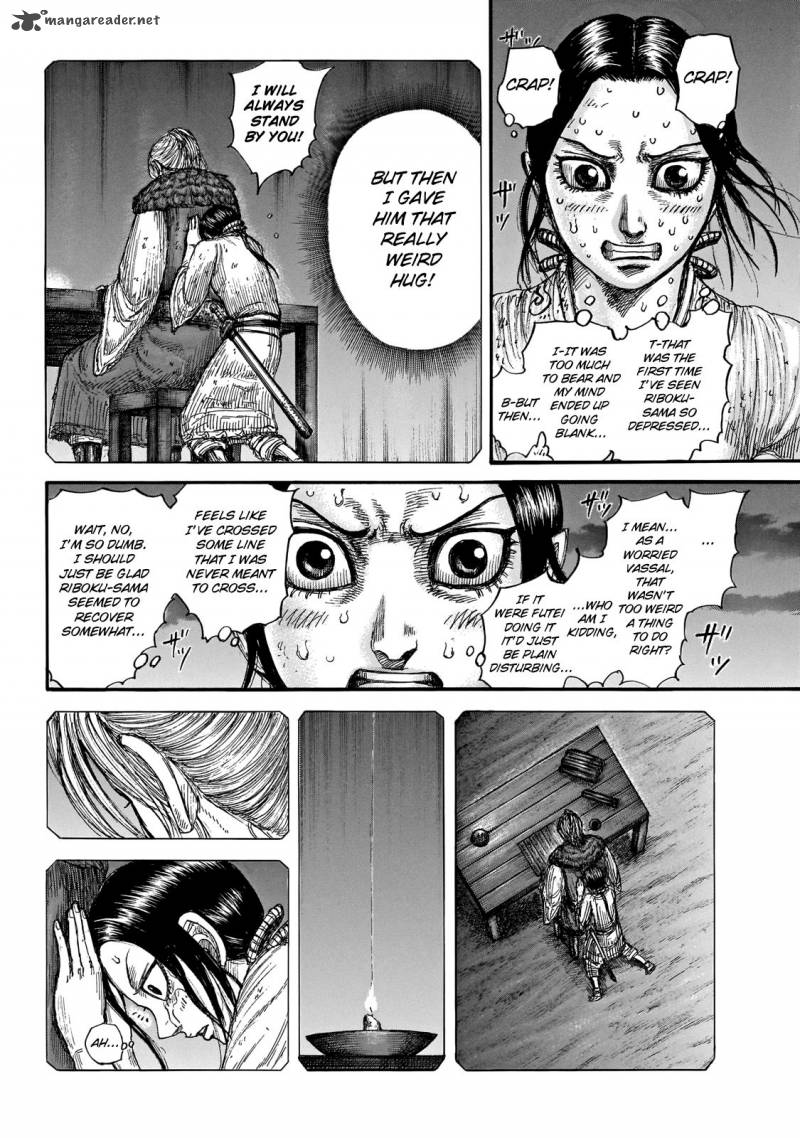 mangareader.net
CRAP!
CRAP!
T-THAT
WAS THE
FIRST TIME
I'VE SEEN
RIBOKU-
SAMA SO
DEPRESSED...
I-IT WAS
TOO MUCH
TO BEAR AND
MY MIND
ENDED UP
GOING
BLANK...
B-BUT
THEN...
BUT THEN
I GAVE
HIM THAT
REALLY
WEIRD
HUG!
I WILL
ALWAYS
STAND
BY YOU!
...
I MEAN...
AS A
WORRIED
VASSAL,
THAT
WASN'T
TOO WEIRD
A THING
TO DO
RIGHT?
...WHO
AM I
KIDDING,
IF IT
WERE FUTEI
DOING IT
IT'D JUST
BE PLAIN
DISTURBING...
FEELS LIKE
I'VE CROSSED
SOME LINE
THAT I WAS
NEVER MEANT
TO CROSS...
WAIT, NO,
I'M SO DUMB.
I SHOULD
JUST BE GLAD
RIBOKU-SAMA
SEEMED TO
RECOVER
SOMEWHAT...
AH...